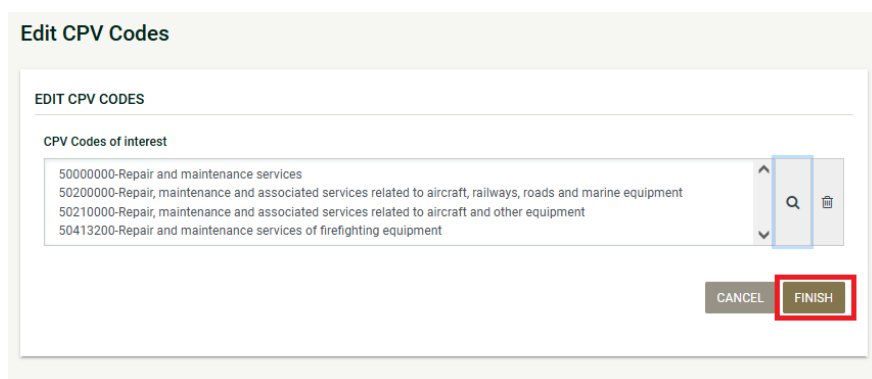 Edit CPV Codes
EDIT CPV CODES
CPV Codes of interest
50000000-Repair and maintenance services
50200000-Repair, maintenance and associated services related to aircraft, railways, roads and marine equipment
50210000-Repair, maintenance and associated services related to aircraft and other equipment
50413200-Repair and maintenance services of firefighting equipment
CANCEL FINISH